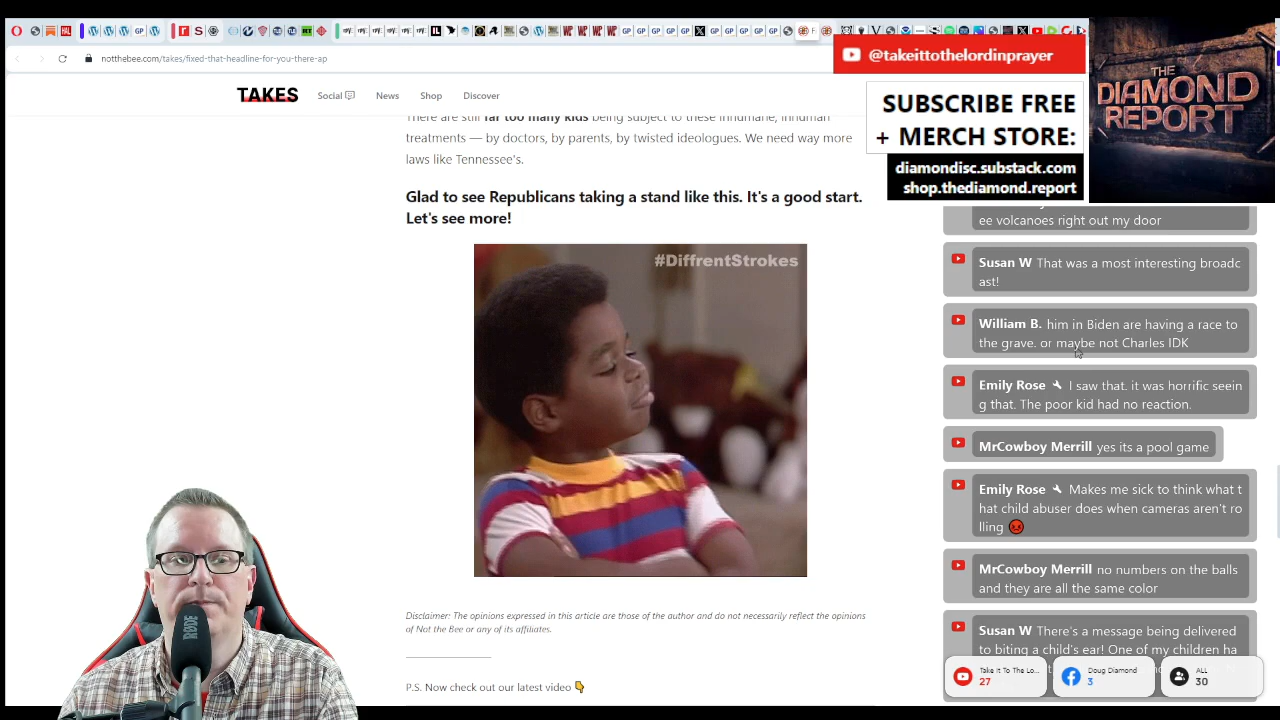 notthebee.com/takes/fixed-that-headline-for-you-there-ap
@takeittothelordinprayer
SUBSCRIBE FREE
+ MERCH STORE:
diamondisc.substack.com
shop.thediamond.report
THE
DIAMOND
REPORT
TAKES
Social
News
Shop
Discover
There are still far too many kids being subject to these inhumane, inhuman
treatments — by doctors, by parents, by twisted ideologues. We need way more
laws like Tennessee's.
Glad to see Republicans taking a stand like this. It's a good start.
Let's see more!
#DiffrentStrokes
Disclaimer: The opinions expressed in this article are those of the author and do not necessarily reflect the opinions
of Not the Bee or any of its affiliates.
P.S. Now check out our latest video 👇
RØDE
ee volcanoes right out my door
Susan W That was a most interesting broadc
ast!
William B. him in Biden are having a race to
the grave. or maybe not Charles IDK
Emily Rose I saw that. it was horrific seein
g that. The poor kid had no reaction.
MrCowboy Merrill yes its a pool game
Emily Rose Makes me sick to think what t
hat child abuser does when cameras aren't ro
lling 😡
MrCowboy Merrill no numbers on the balls
and they are all the same color
Susan W There's a message being delivered
to biting a child's ear! One of my children ha
Take It To The Lo...
27
Doug Diamond
3
ALL
30